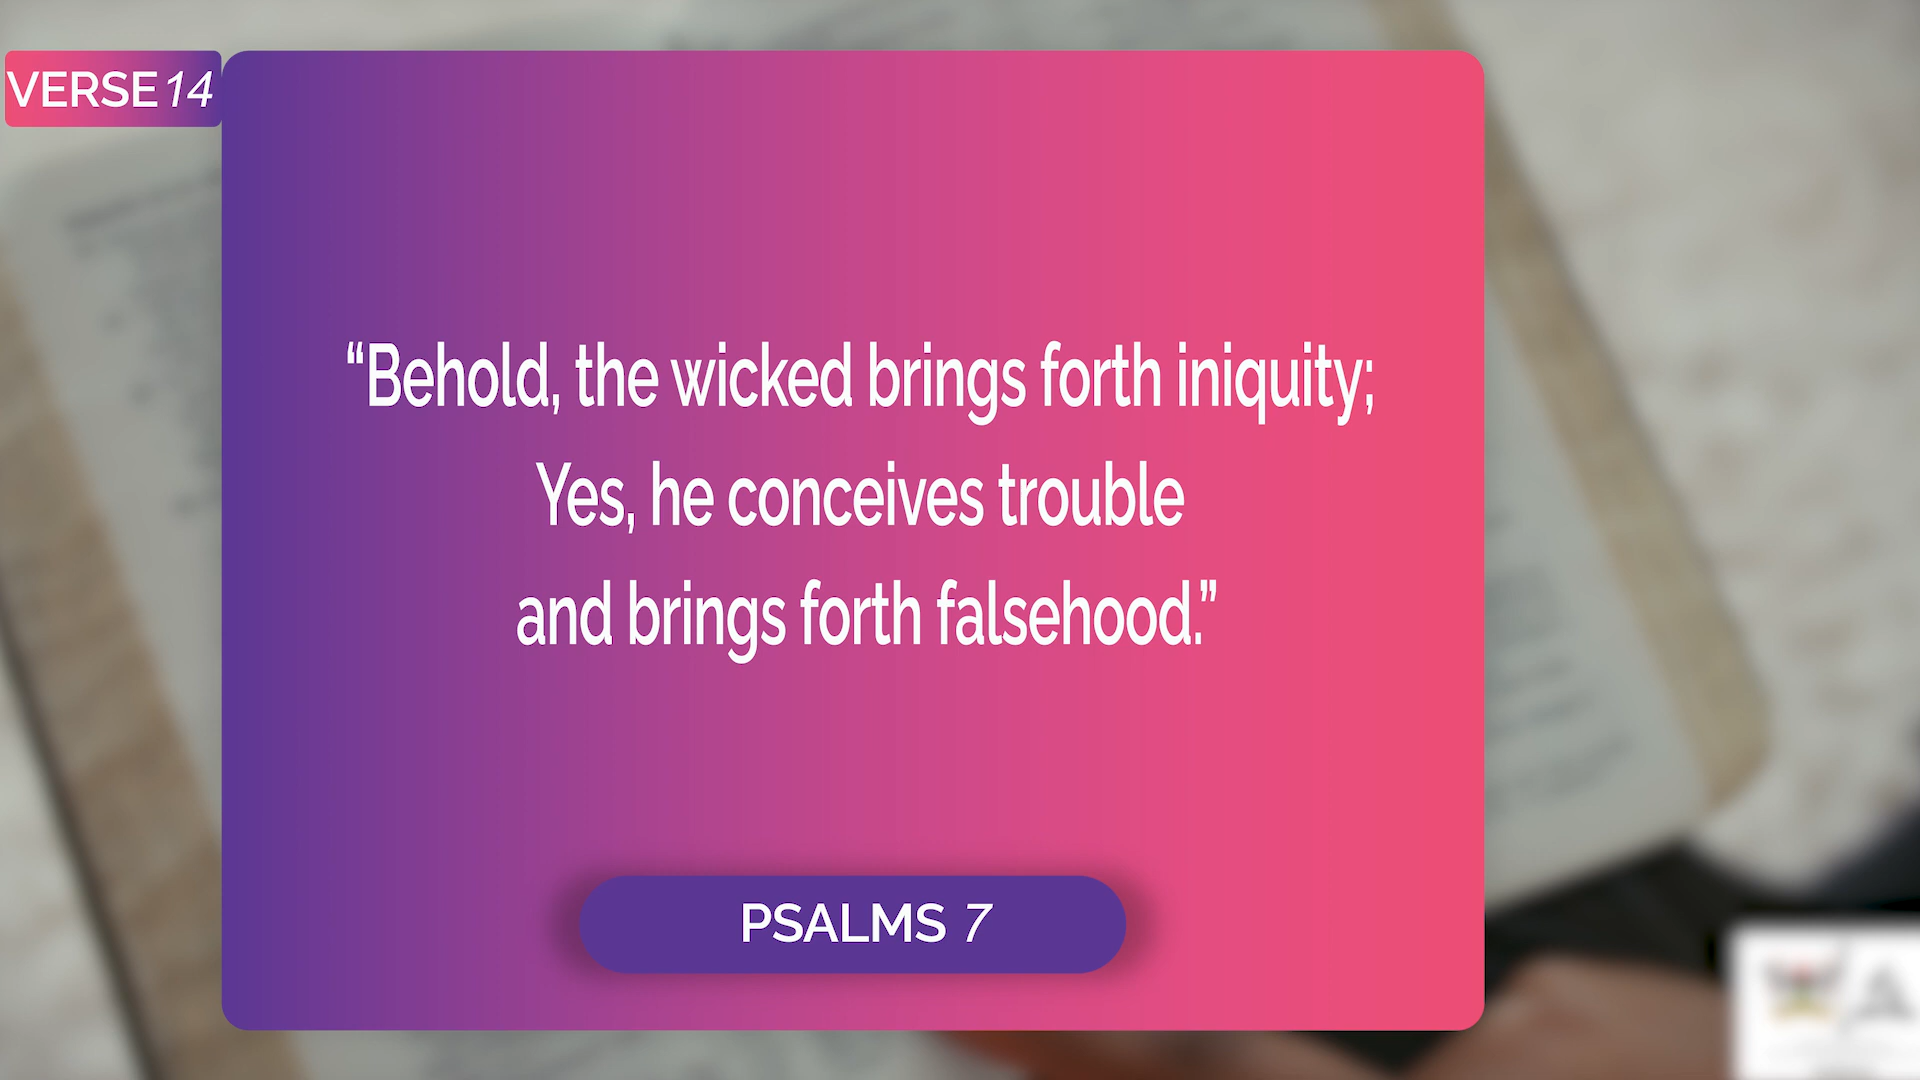 VERSE 14
“Behold, the wicked brings forth iniquity;
Yes, he conceives trouble
and brings forth falsehood.”
PSALMS 7